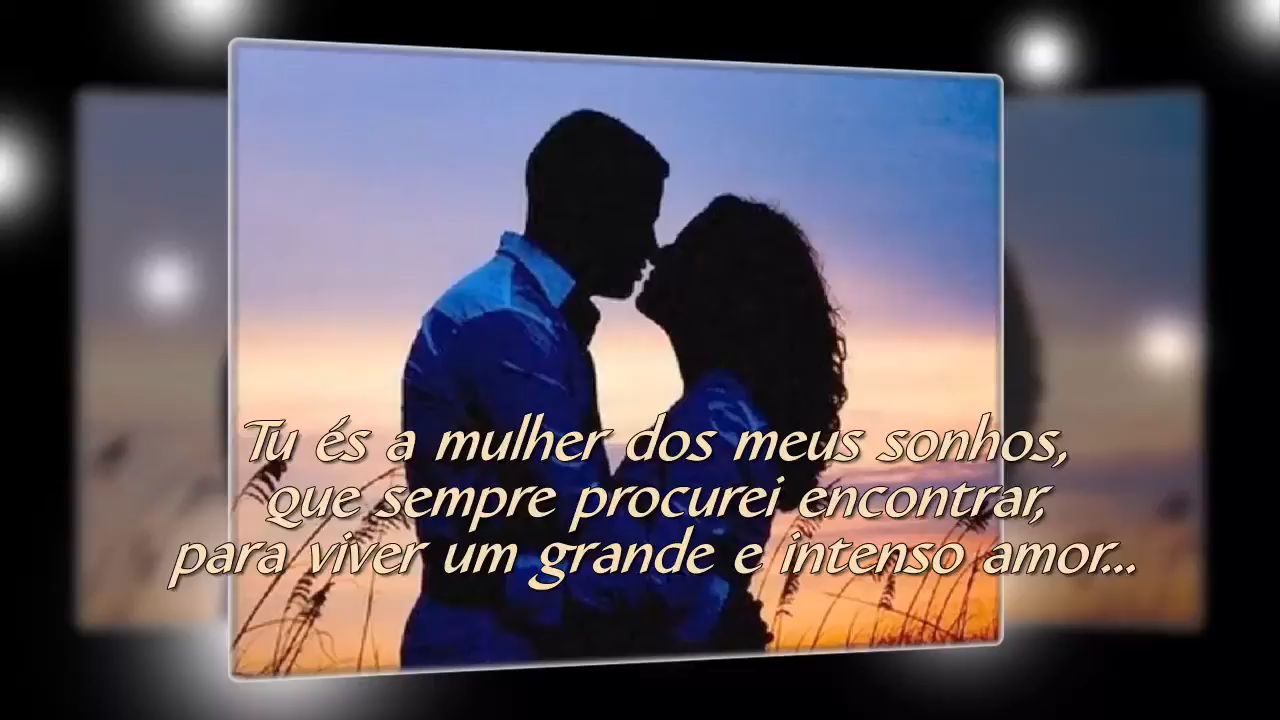 Tu és a mulher dos meus sonhos,
que sempre procurei encontrar,
para viver um grande e intenso amor...